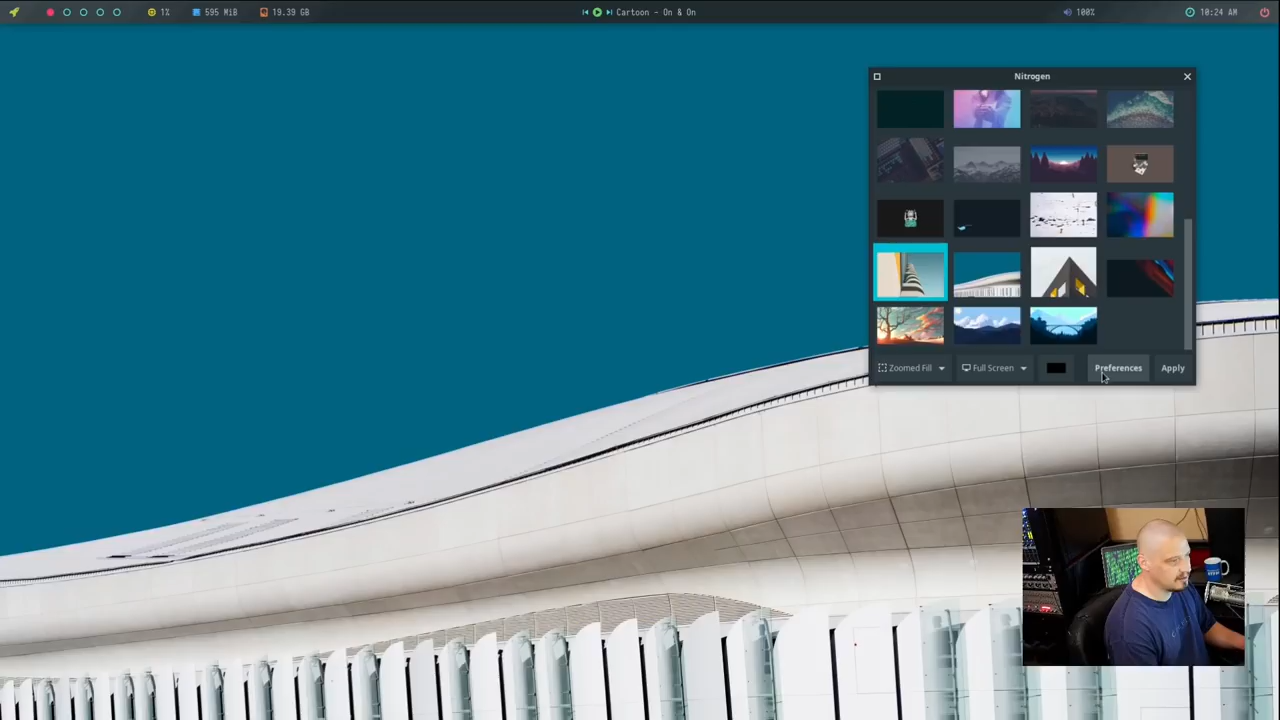 1% 595 MiB 19.39 GB Cartoon - On & On 100% 10:24 AM
Nitrogen
Zoomed Fill Full Screen Preferences Apply